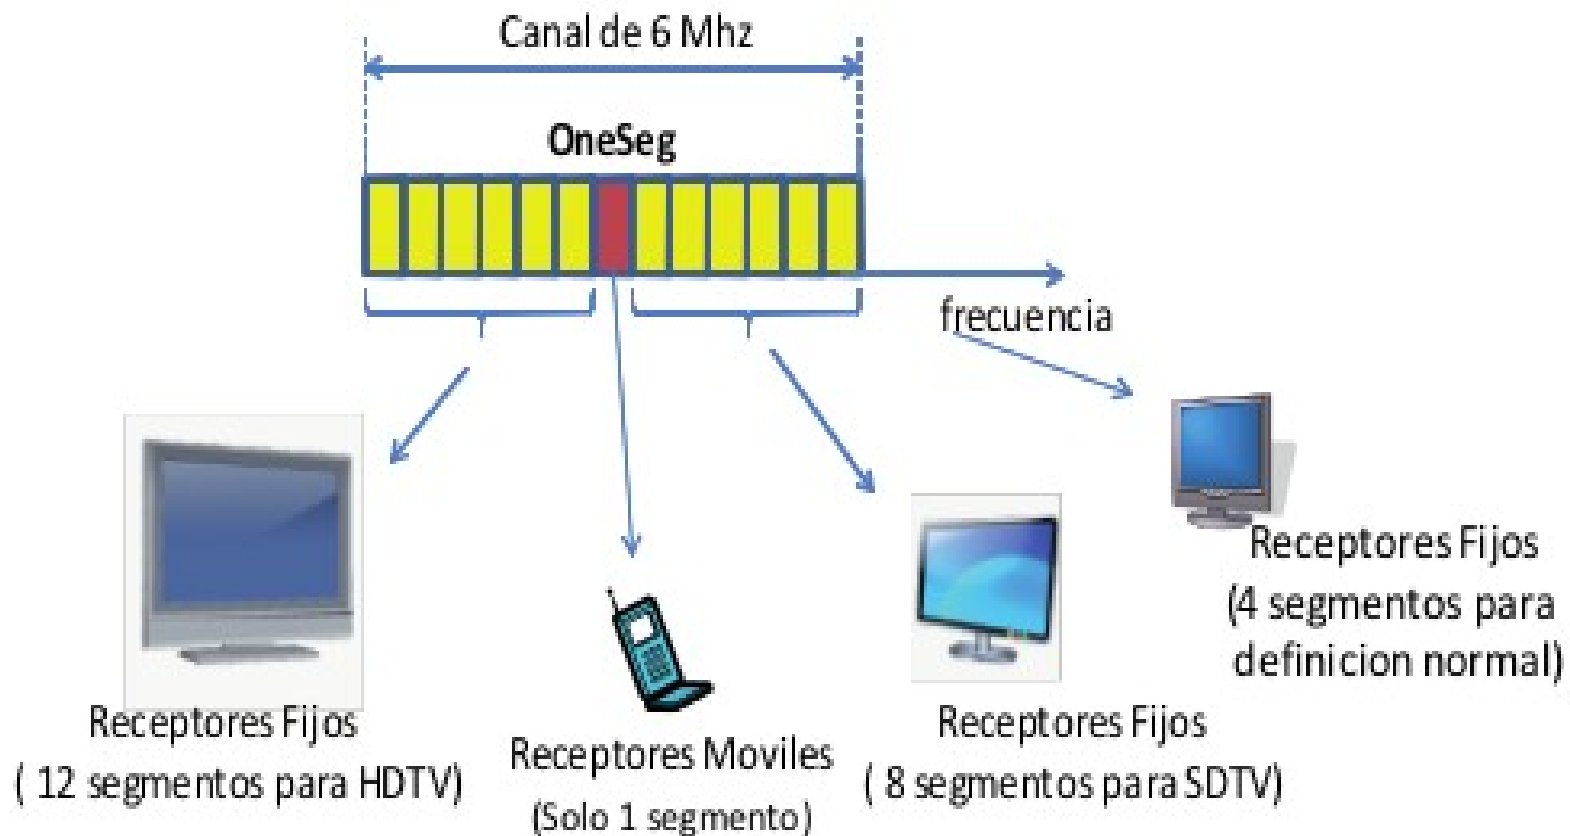 Canal de 6 Mhz
OneSeg
frecuencia
Receptores Fijos
( 12 segmentos para HDTV)
Receptores Moviles
(Solo 1 segmento)
Receptores Fijos
( 8 segmentos para SDTV)
Receptores Fijos
(4 segmentos para
definicion normal)